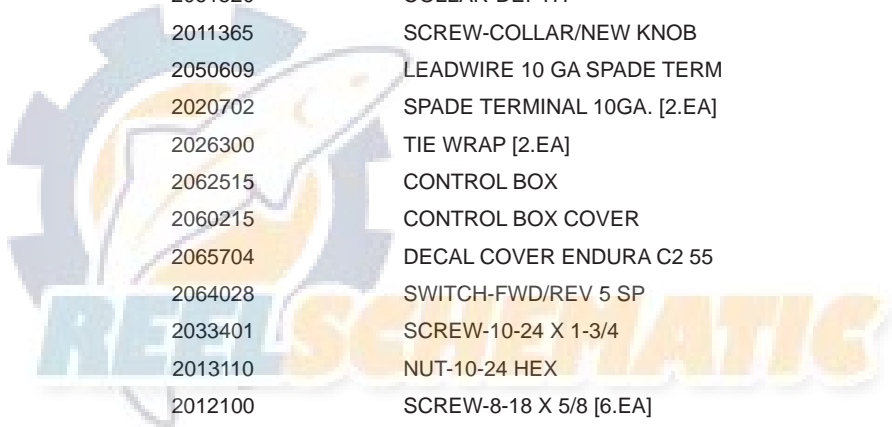 2011365 SCREW-COLLAR/NEW KNOB
2050609 LEADWIRE 10 GA SPADE TERM
2020702 SPADE TERMINAL 10GA. [2.EA]
2026300 TIE WRAP [2.EA]
2062515 CONTROL BOX
2060215 CONTROL BOX COVER
2065704 DECAL COVER ENDURA C2 55
2064028 SWITCH-FWD/REV 5 SP
REELSCHEMATIC
2033401 SCREW-10-24 X 1-3/4
2013110 NUT-10-24 HEX
2012100 SCREW-8-18 X 5/8 [6.EA]